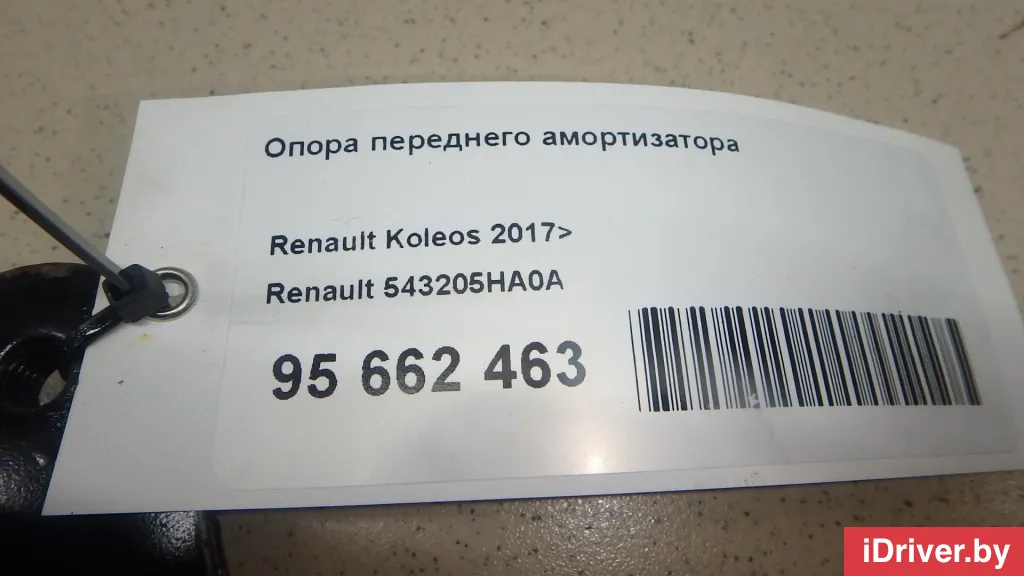 Опора переднего амортизатора
Renault Koleos 2017>
Renault 543205HA0A
95 662 463
iDriver.by